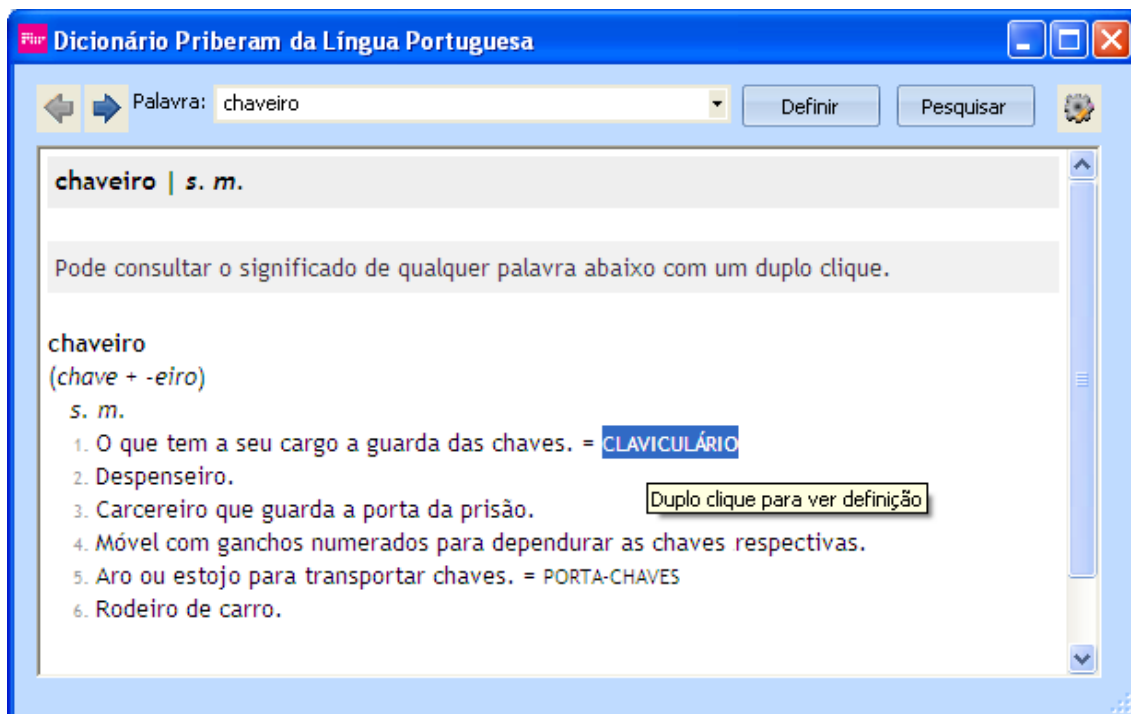 Dicionário Priberam da Língua Portuguesa
Palavra: chaveiro Definir Pesquisar
chaveiro | s. m.
Pode consultar o significado de qualquer palavra abaixo com um duplo clique.
chaveiro
(chave + -eiro)
s. m.
1. O que tem a seu cargo a guarda das chaves. = CLAVICULÁRIO
2. Despenseiro.
Duplo clique para ver definição
3. Carcereiro que guarda a porta da prisão.
4. Móvel com ganchos numerados para dependurar as chaves respectivas.
5. Aro ou estojo para transportar chaves. = PORTA-CHAVES
6. Rodeiro de carro.